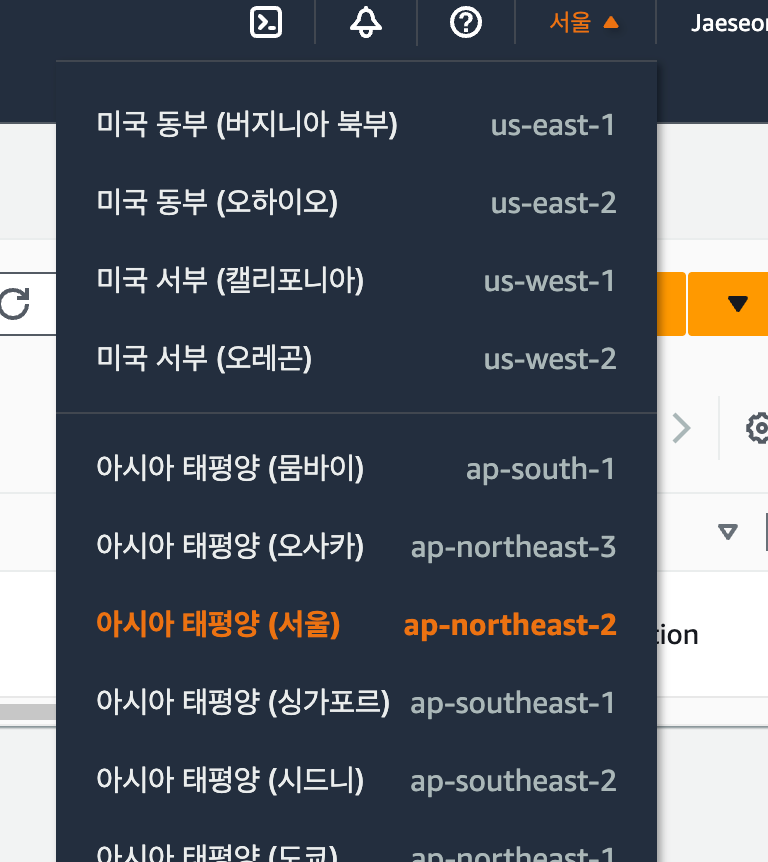 서울 ▲
Jaeseo
미국 동부 (버지니아 북부) us-east-1
미국 동부 (오하이오) us-east-2
미국 서부 (캘리포니아) us-west-1
미국 서부 (오레곤) us-west-2
아시아 태평양 (뭄바이) ap-south-1
아시아 태평양 (오사카) ap-northeast-3
아시아 태평양 (서울) ap-northeast-2
tion
아시아 태평양 (싱가포르) ap-southeast-1
아시아 태평양 (시드니) ap-southeast-2
아시아 태평양 (도쿄) ap-northeast-1